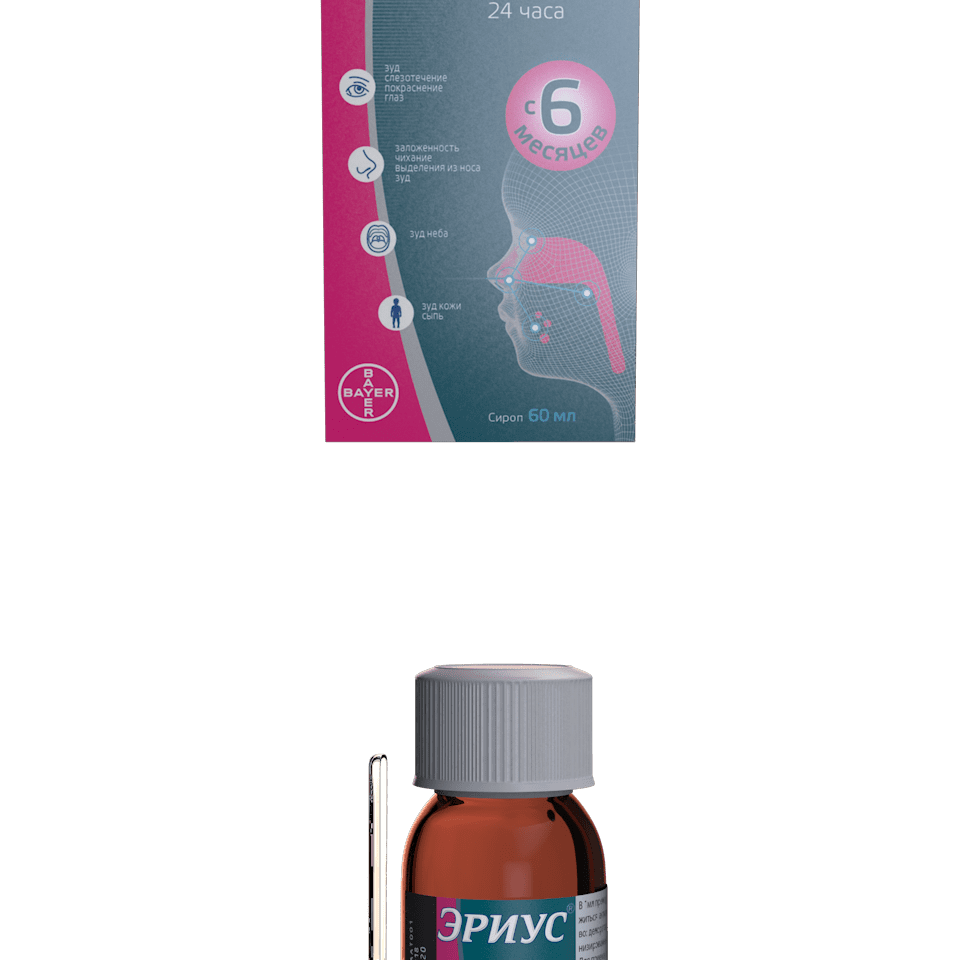 24 часа
зуд
слезотечение
покраснение
глаз
с 6
месяцев
заложенность
чихание
выделения из носа
зуд
зуд неба
зуд кожи
сыпь
BAYER
BAYER
Сироп 60 мл
ЭРИУС®